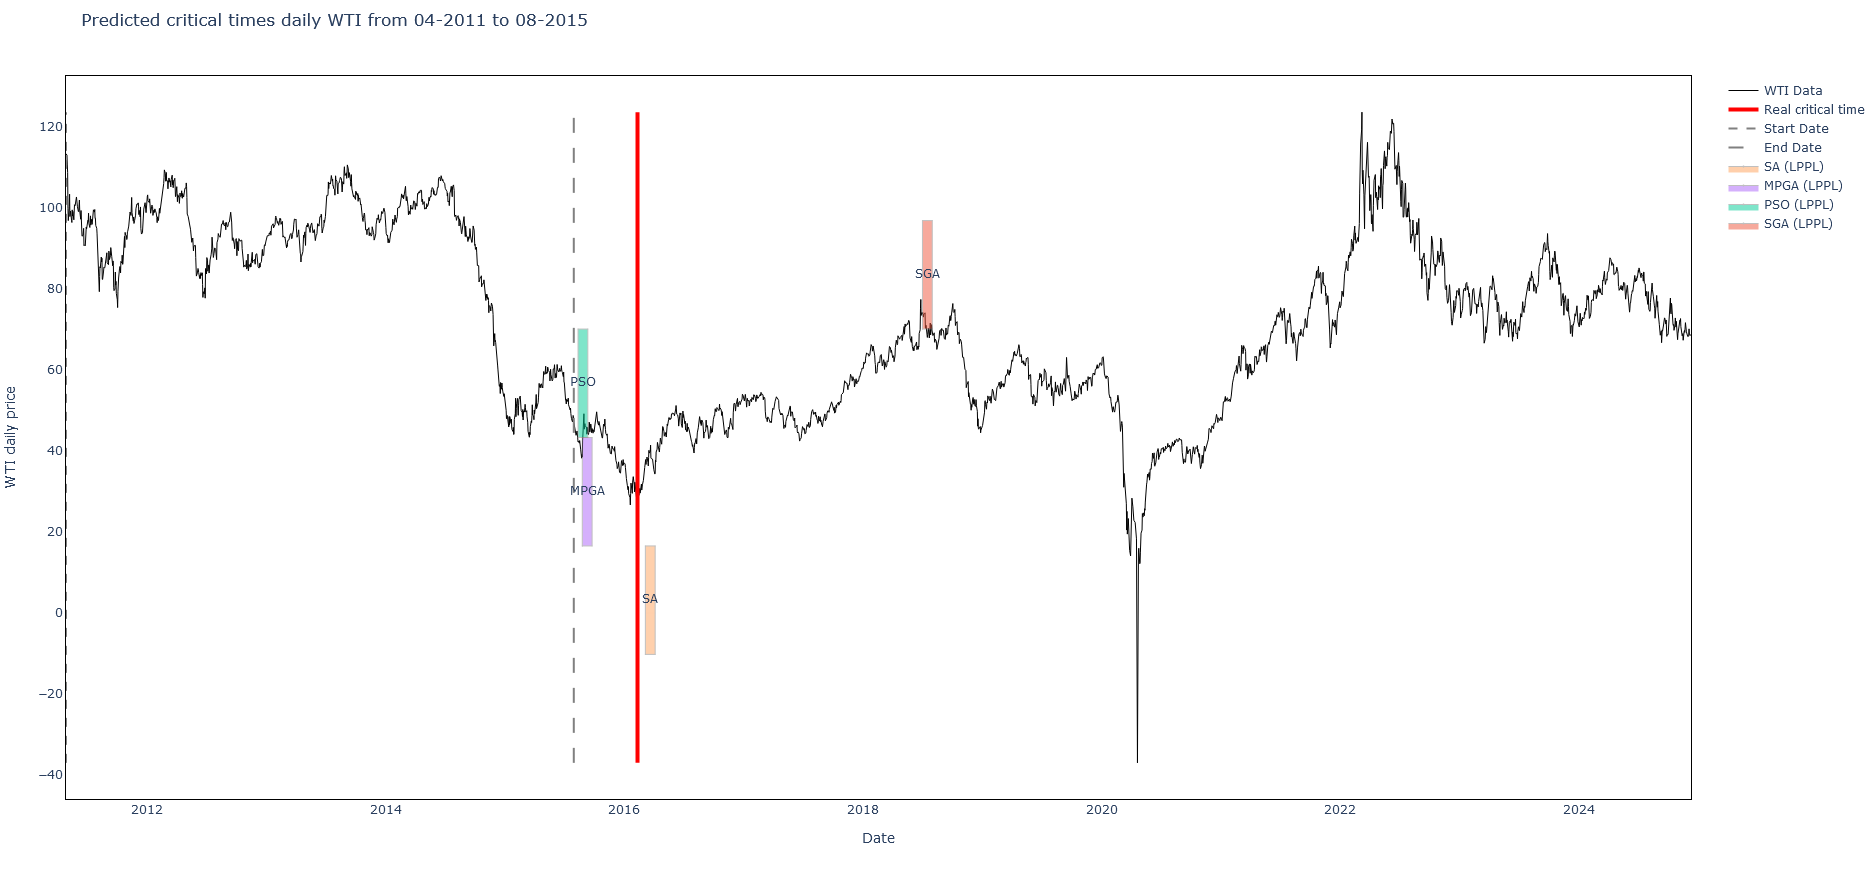 Predicted critical times daily WTI from 04-2011 to 08-2015
WTI Data
Real critical time
Start Date
End Date
SA (LPPL)
MPGA (LPPL)
PSO (LPPL)
SGA (LPPL)
WTI daily price
120
100
80
60
40
20
0
−20
−40
SGA
PSO
MPGA
SA
2012
2014
2016
2018
2020
2022
2024
Date